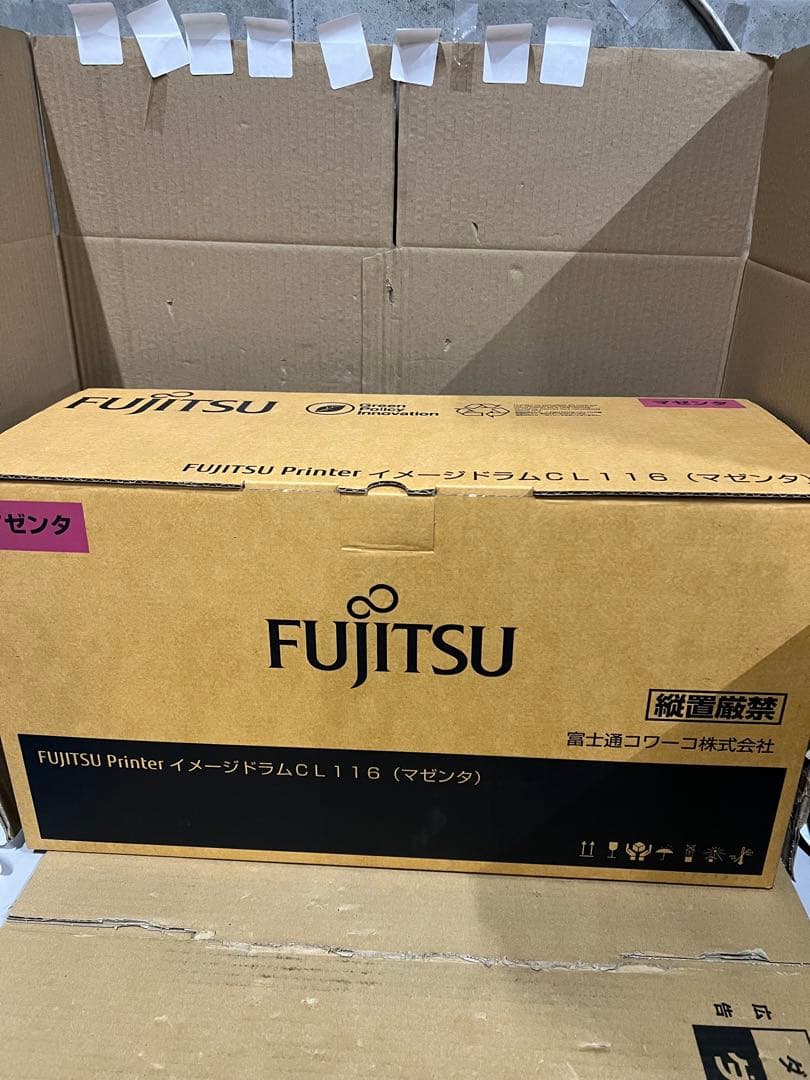 FUJITSU
Green
Policy
Innovation
マゼンタ
FUJITSU Printer イメージドラムCL116（マゼンタ）
ゼンタ
FUJITSU
縦置厳禁
富士通コワーコ株式会社
FUJITSU Printer イメージドラムCL116（マゼンタ）
広告
ダ